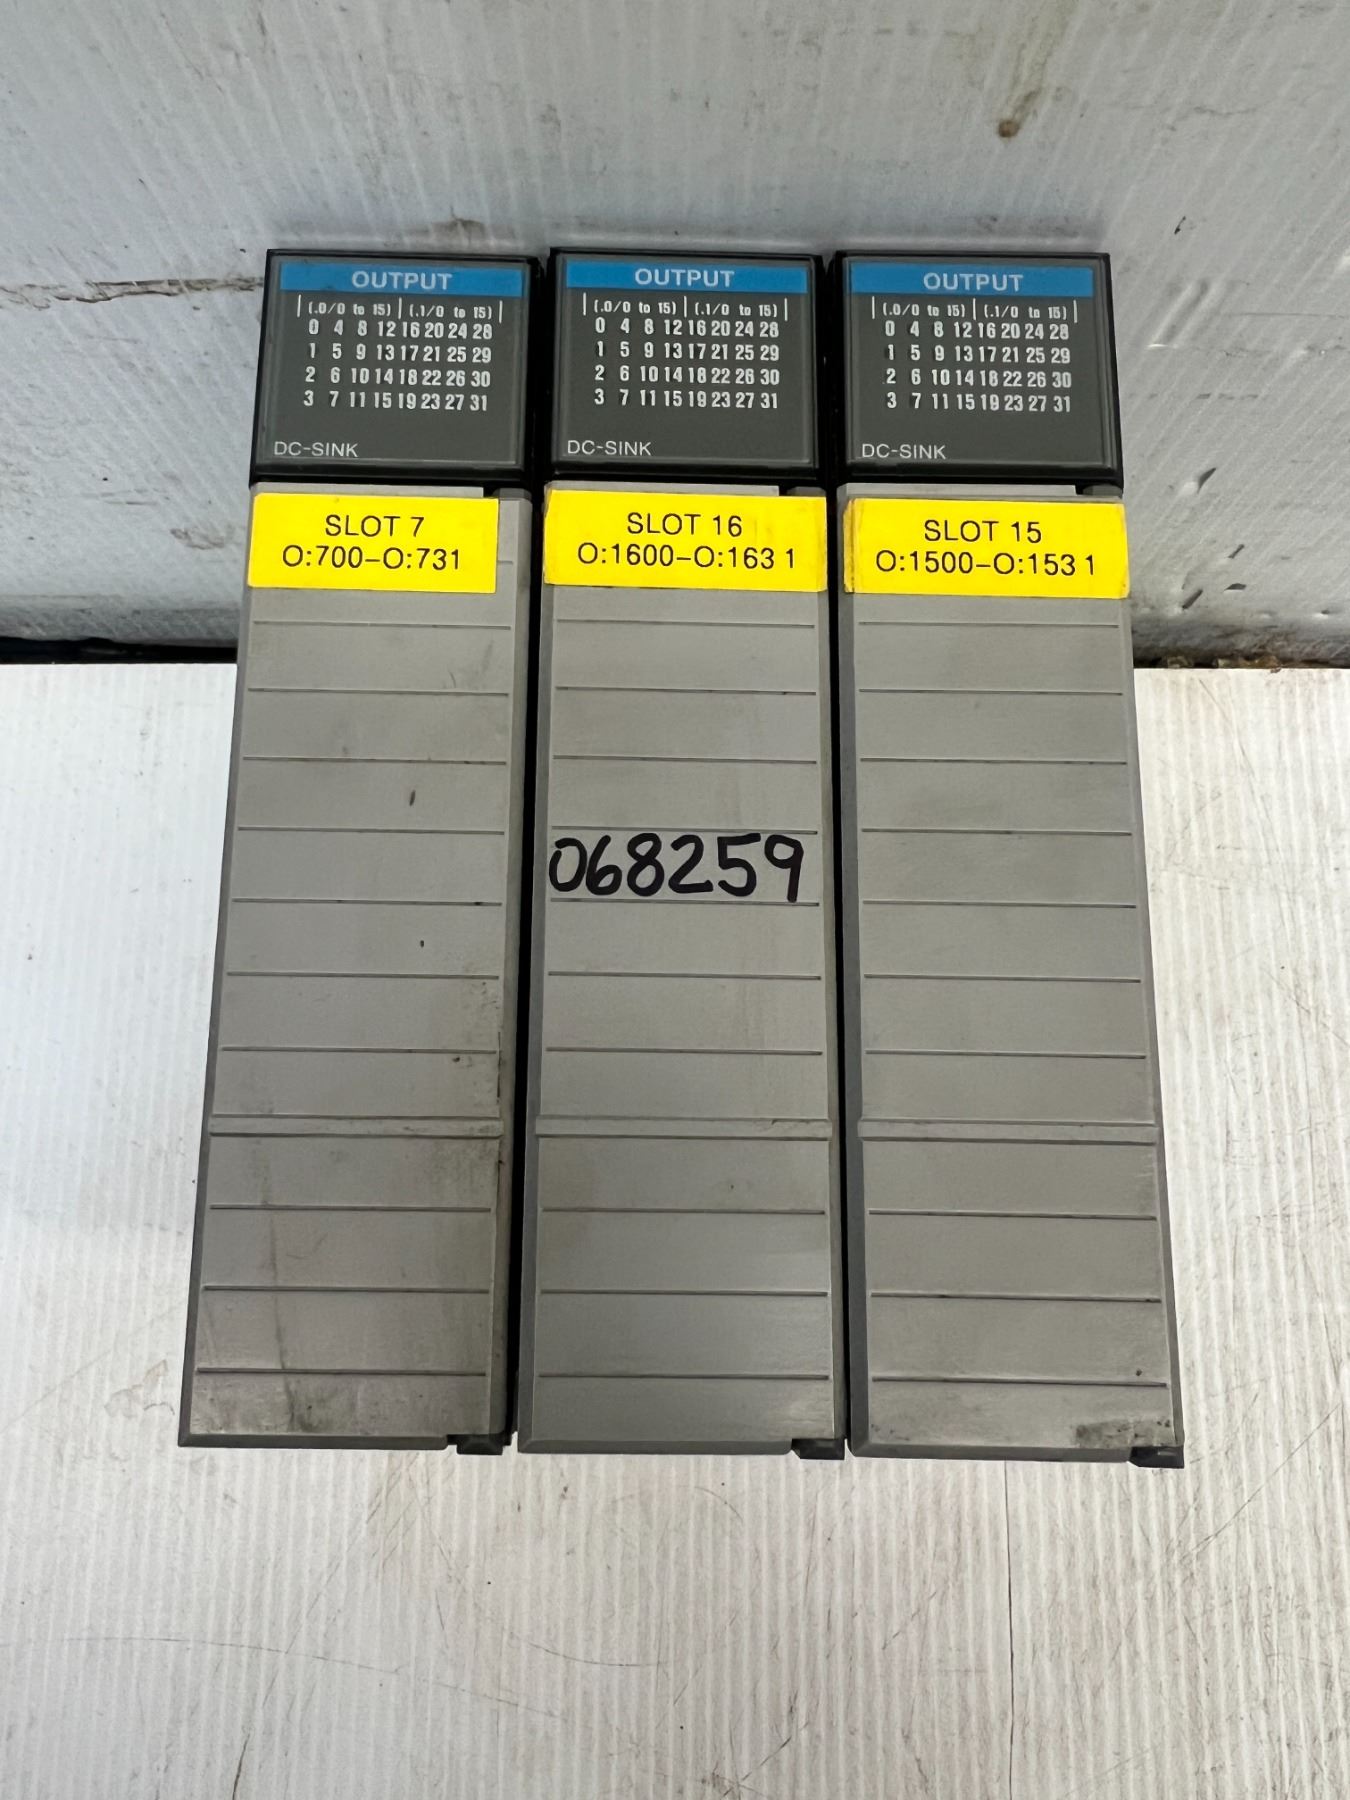 OUTPUT
(.0/0 to 15) (.1/0 to 15)
0 4 8 12 16 20 24 28
1 5 9 13 17 21 25 29
2 6 10 14 18 22 26 30
3 7 11 15 19 23 27 31
DC-SINK
SLOT 7
O:700-O:731
OUTPUT
(.0/0 to 15) (.1/0 to 15)
0 4 8 12 16 20 24 28
1 5 9 13 17 21 25 29
2 6 10 14 18 22 26 30
3 7 11 15 19 23 27 31
DC-SINK
SLOT 16
O:1600-O:1631
068259
OUTPUT
(.0/0 to 15) (.1/0 to 15)
0 4 8 12 16 20 24 28
1 5 9 13 17 21 25 29
2 6 10 14 18 22 26 30
3 7 11 15 19 23 27 31
DC-SINK
SLOT 15
O:1500-O:1531